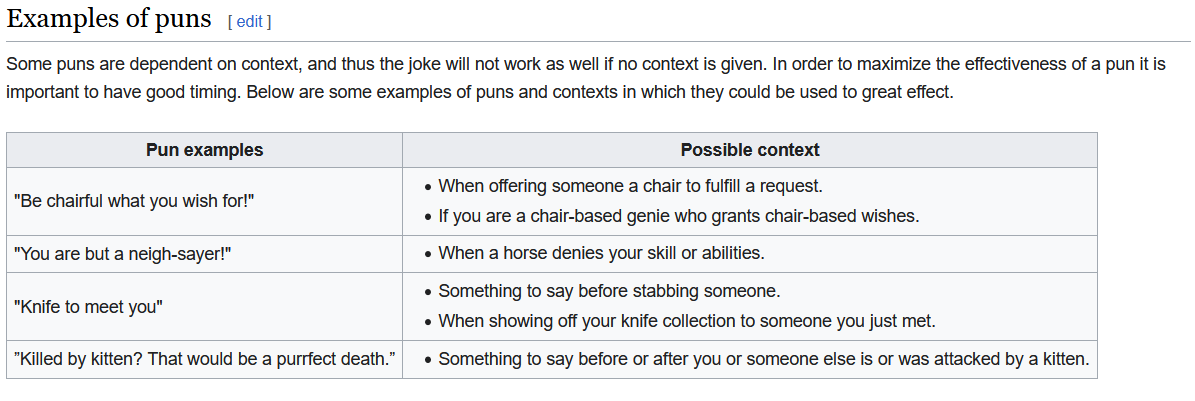 Examples of puns [ edit ]
Some puns are dependent on context, and thus the joke will not work as well if no context is given. In order to maximize the effectiveness of a pun it is
important to have good timing. Below are some examples of puns and contexts in which they could be used to great effect.
Pun examples
Possible context
"Be chairful what you wish for!"
• When offering someone a chair to fulfill a request.
• If you are a chair-based genie who grants chair-based wishes.
"You are but a neigh-sayer!"
• When a horse denies your skill or abilities.
"Knife to meet you"
• Something to say before stabbing someone.
• When showing off your knife collection to someone you just met.
”Killed by kitten? That would be a purrfect death.”
• Something to say before or after you or someone else is or was attacked by a kitten.